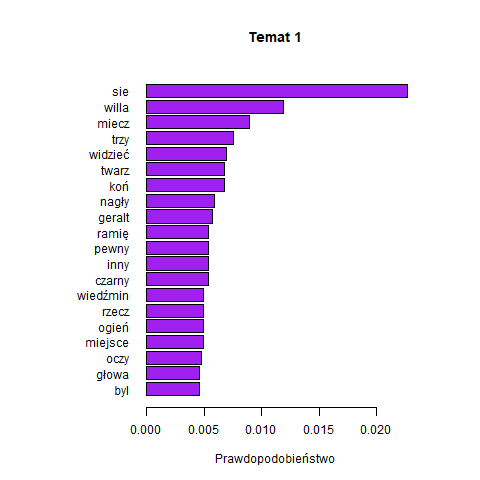 Temat 1
sie
willa
miecz
trzy
widzieć
twarz
koń
nagły
geralt
ramię
pewny
inny
czarny
wiedźmin
rzecz
ogień
miejsce
oczy
głowa
byl
0.000 0.005 0.010 0.015 0.020
Prawdopodobieństwo